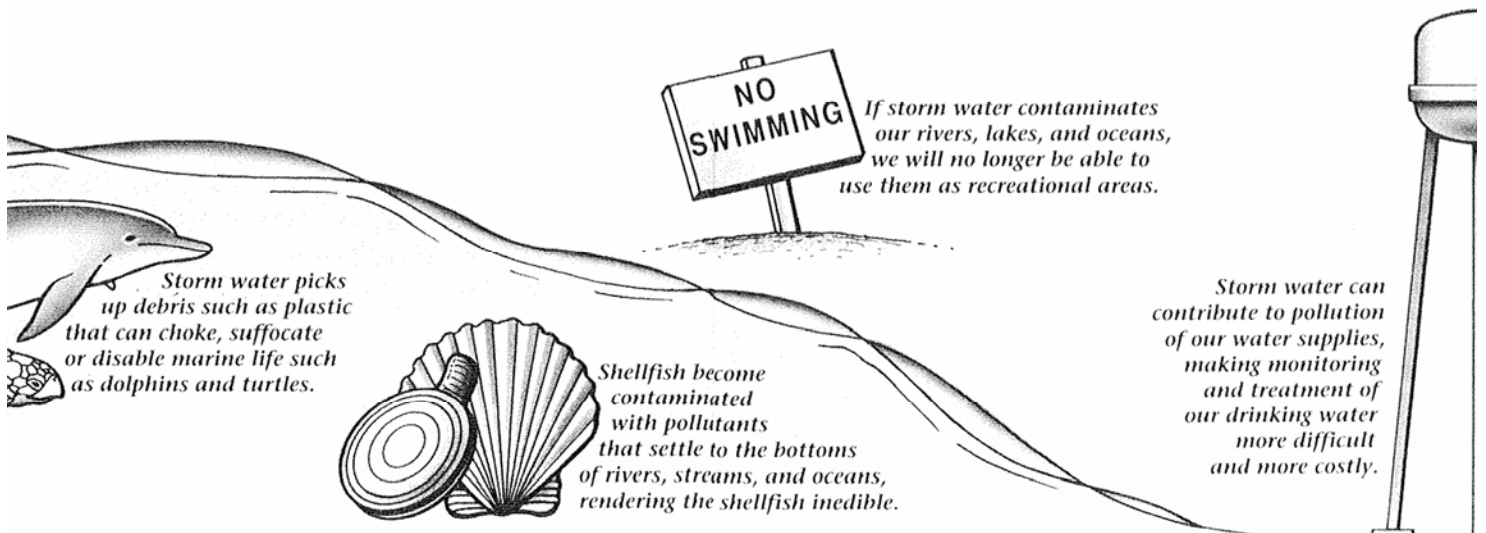 NO
SWIMMING
If storm water contaminates
our rivers, lakes, and oceans,
we will no longer be able to
use them as recreational areas.
Storm water picks
up debris such as plastic
that can choke, suffocate
or disable marine life such
as dolphins and turtles.
Shellfish become
contaminated
with pollutants
that settle to the bottoms
of rivers, streams, and oceans,
rendering the shellfish inedible.
Storm water can
contribute to pollution
of our water supplies,
making monitoring
and treatment of
our drinking water
more difficult
and more costly.